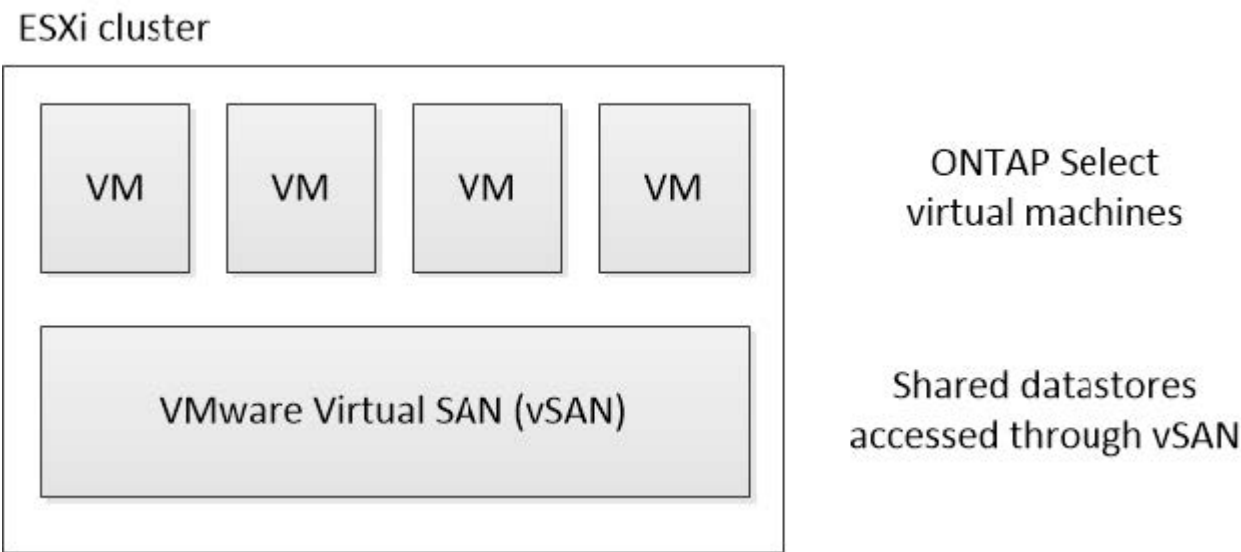 ESXi cluster
VM
VM
VM
VM
ONTAP Select
virtual machines
VMware Virtual SAN (vSAN)
Shared datastores
accessed through vSAN